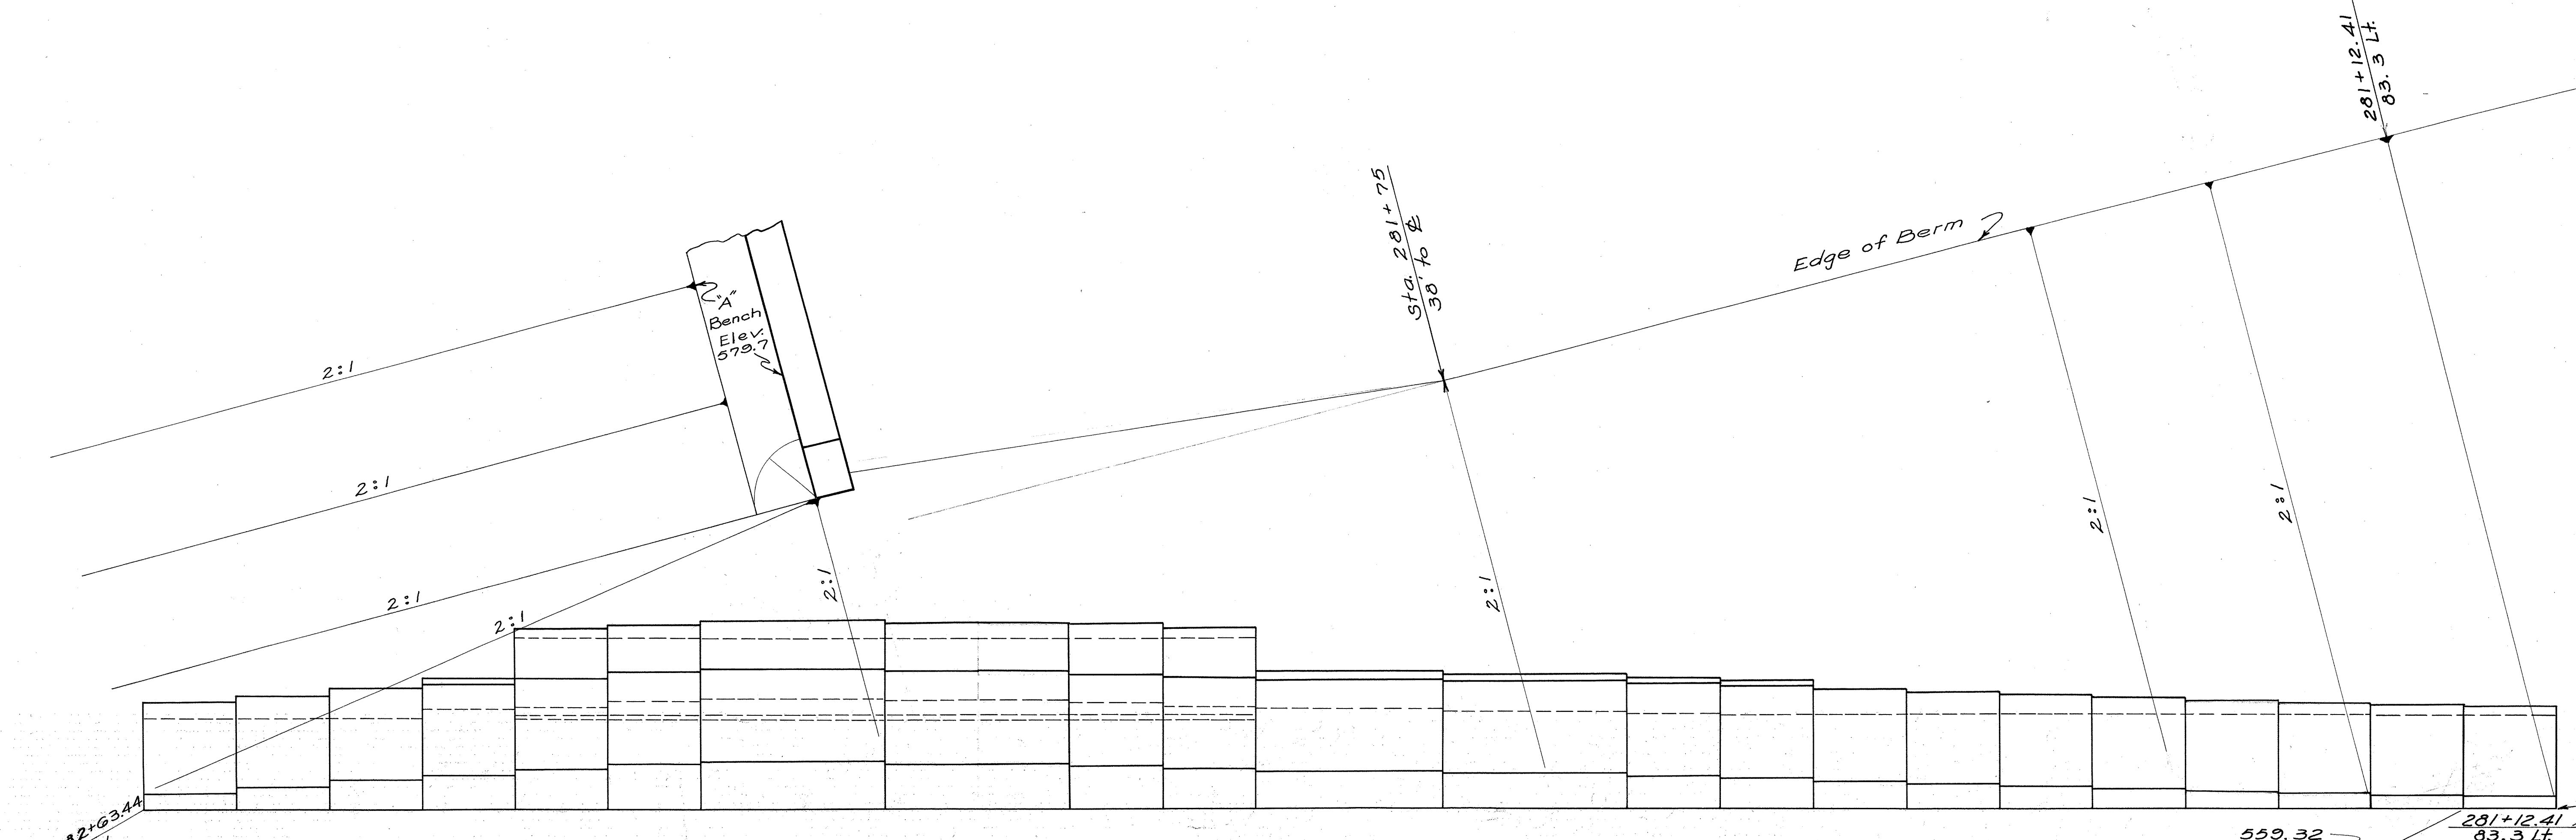 281+12.41
83.3 Lt.
Sta. 281+75
38' to ℄
Edge of Berm
"A"
Bench
Elev.
579.7
2:1
2:1
2:1
2:1
2:1
2:1
2:1
2:1
82+63.44
281+12.41
83.3 Lt.
559.32